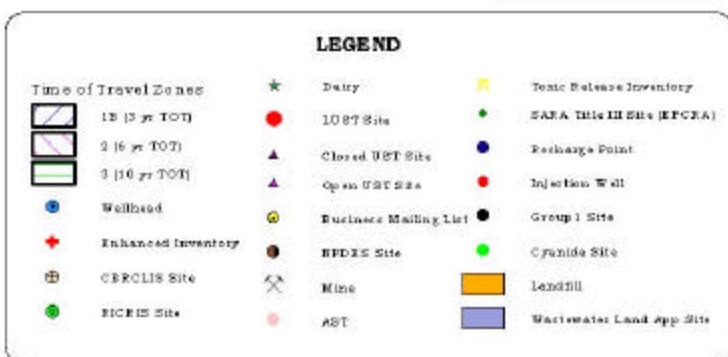 LEGEND
Time of Travel Zones
1B (3 yr TOT)
2 (6 yr TOT)
3 (10 yr TOT)
Wellhead
Enhanced Inventory
CERCLIS Site
RICRIS Site
Dairy
LUST Site
Closed UST Site
Open UST Site
Business Mailing List
NPDES Site
Mine
AST
Toxic Release Inventory
SARA Title III Site (EPCRA)
Recharge Point
Injection Well
Group 1 Site
Cyanide Site
Landfill
Wastewater Land App Site